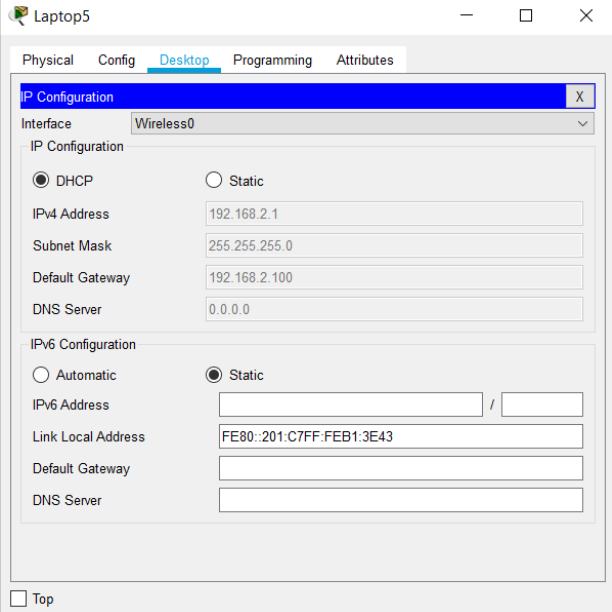 Laptop5
Physical Config Desktop Programming Attributes
IP Configuration X
Interface Wireless0
IP Configuration
DHCP Static
IPv4 Address 192.168.2.1
Subnet Mask 255.255.255.0
Default Gateway 192.168.2.100
DNS Server 0.0.0.0
IPv6 Configuration
Automatic Static
IPv6 Address /
Link Local Address FE80::201:C7FF:FEB1:3E43
Default Gateway
DNS Server
Top